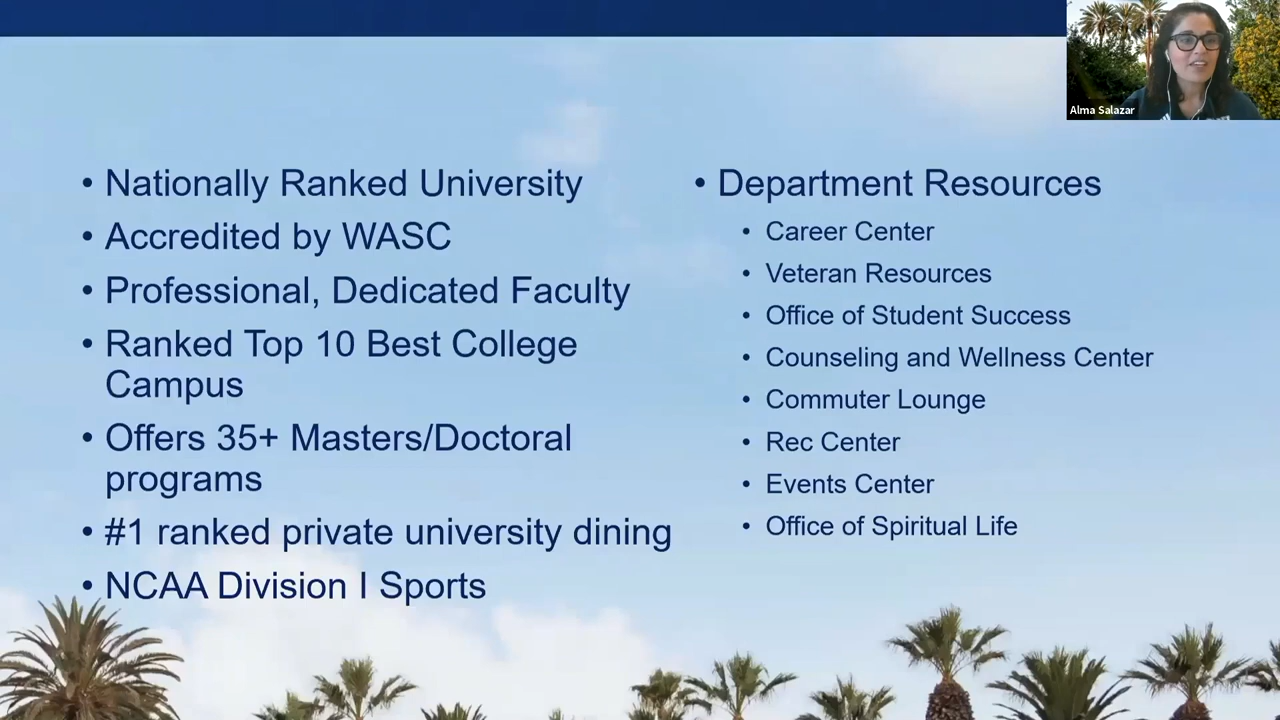 Alma Salazar
• Nationally Ranked University
• Accredited by WASC
• Professional, Dedicated Faculty
• Ranked Top 10 Best College
Campus
• Offers 35+ Masters/Doctoral
programs
• #1 ranked private university dining
• NCAA Division I Sports
• Department Resources
• Career Center
• Veteran Resources
• Office of Student Success
• Counseling and Wellness Center
• Commuter Lounge
• Rec Center
• Events Center
• Office of Spiritual Life